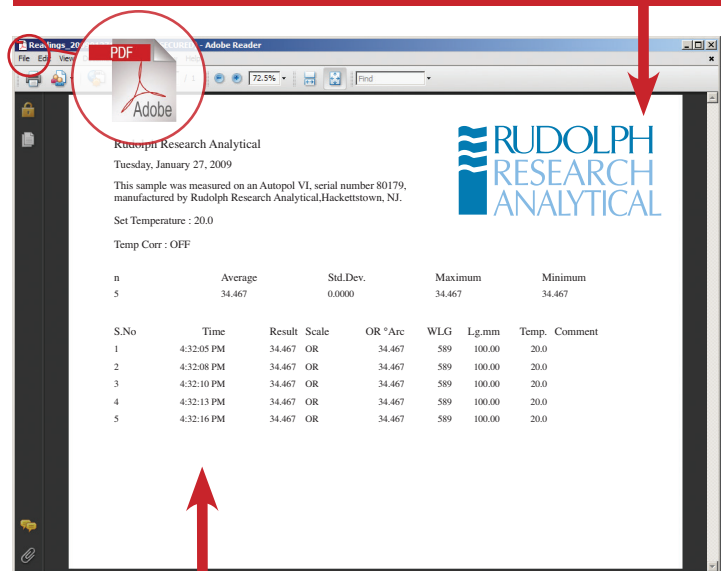 Readings_20 SECURED) - Adobe Reader
File Edit View
PDF
Adobe
/ 1 72.5% Find
Rudolph Research Analytical
Tuesday, January 27, 2009
This sample was measured on an Autopol VI, serial number 80179,
manufactured by Rudolph Research Analytical,Hackettstown, NJ.
Set Temperature : 20.0
Temp Corr : OFF
RUDOLPH
RESEARCH
ANALYTICAL
n Average Std.Dev. Maximum Minimum
5 34.467 0.0000 34.467 34.467
S.No Time Result Scale OR °Arc WLG Lg.mm Temp. Comment
1 4:32:05 PM 34.467 OR 34.467 589 100.00 20.0
2 4:32:08 PM 34.467 OR 34.467 589 100.00 20.0
3 4:32:10 PM 34.467 OR 34.467 589 100.00 20.0
4 4:32:13 PM 34.467 OR 34.467 589 100.00 20.0
5 4:32:16 PM 34.467 OR 34.467 589 100.00 20.0